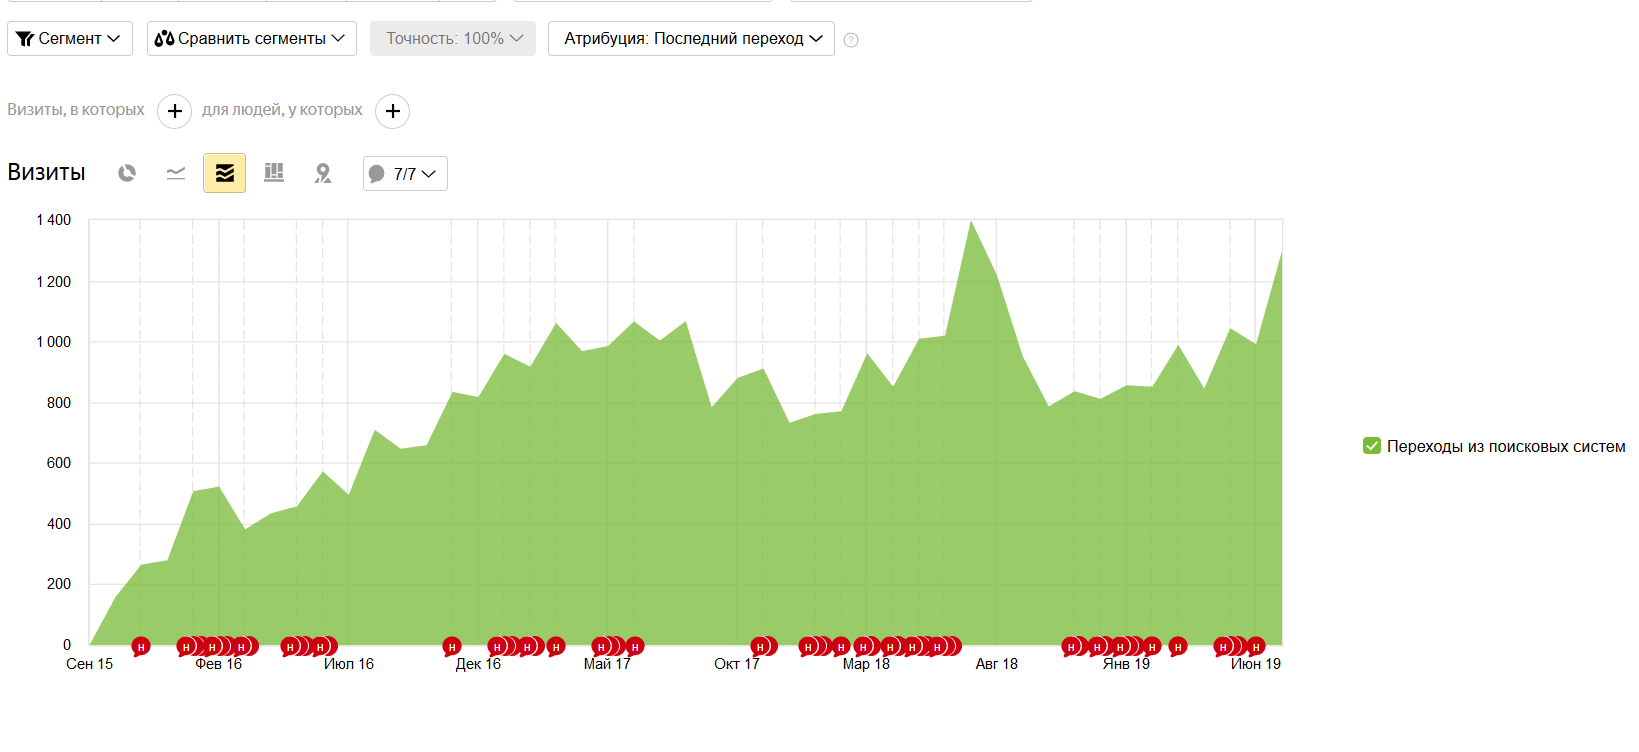 Сегмент Сравнить сегменты Точность: 100% Атрибуция: Последний переход ?
Визиты, в которых + для людей, у которых +
Визиты 7/7
1 400
1 200
1 000
800
600
400
200
0
Переходы из поисковых систем
Н Н Н Н Н Н Н Н Н Н Н Н Н Н Н Н Н Н Н Н Н Н Н Н Н Н
Сен 15 Фев 16 Июл 16 Дек 16 Май 17 Окт 17 Мар 18 Авг 18 Янв 19 Июн 19